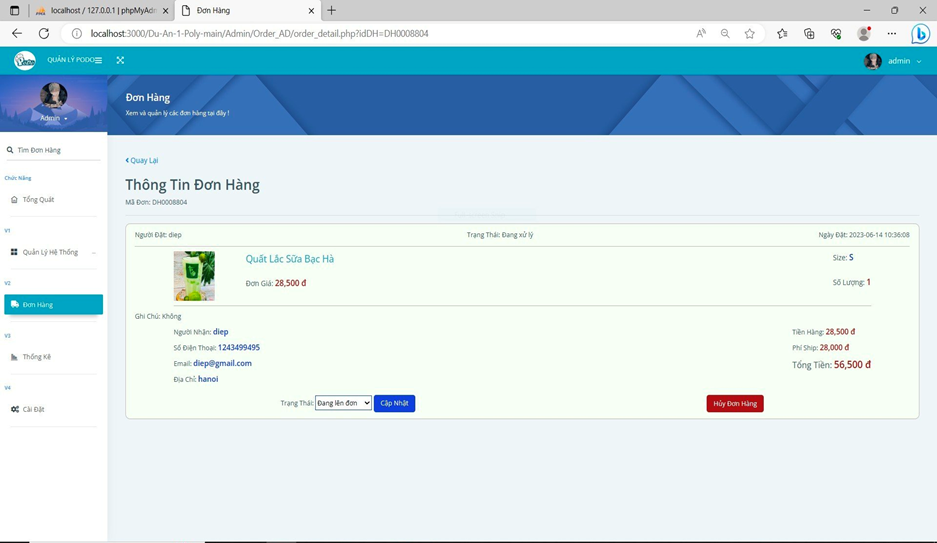 localhost / 127.0.0.1 | phpMyAdm
Đơn Hàng
localhost:3000/Du-An-1-Poly-main/Admin/Order_AD/order_detail.php?idDH=DH0008804
QUẢN LÝ PODO
admin
Admin
Đơn Hàng
Xem và quản lý các đơn hàng tại đây !
Tìm Đơn Hàng
Chức Năng
Tổng Quát
V1
Quản Lý Hệ Thống
V2
Đơn Hàng
V3
Thống Kê
V4
Cài Đặt
Quay Lại
Thông Tin Đơn Hàng
Mã Đơn: DH0008804
Người Đặt: diep
Trạng Thái: Đang xử lý
Ngày Đặt: 2023-06-14 10:36:08
Quất Lắc Sữa Bạc Hà
Size: S
Đơn Giá: 28,500 đ
Số Lượng: 1
Ghi Chú: Không
Người Nhận: diep
Tiền Hàng: 28,500 đ
Số Điện Thoại: 1243499495
Phí Ship: 28,000 đ
Email: diep@gmail.com
Tổng Tiền: 56,500 đ
Địa Chỉ: hanoi
Trạng Thái: Đang lên đơn
Cập Nhật
Hủy Đơn Hàng